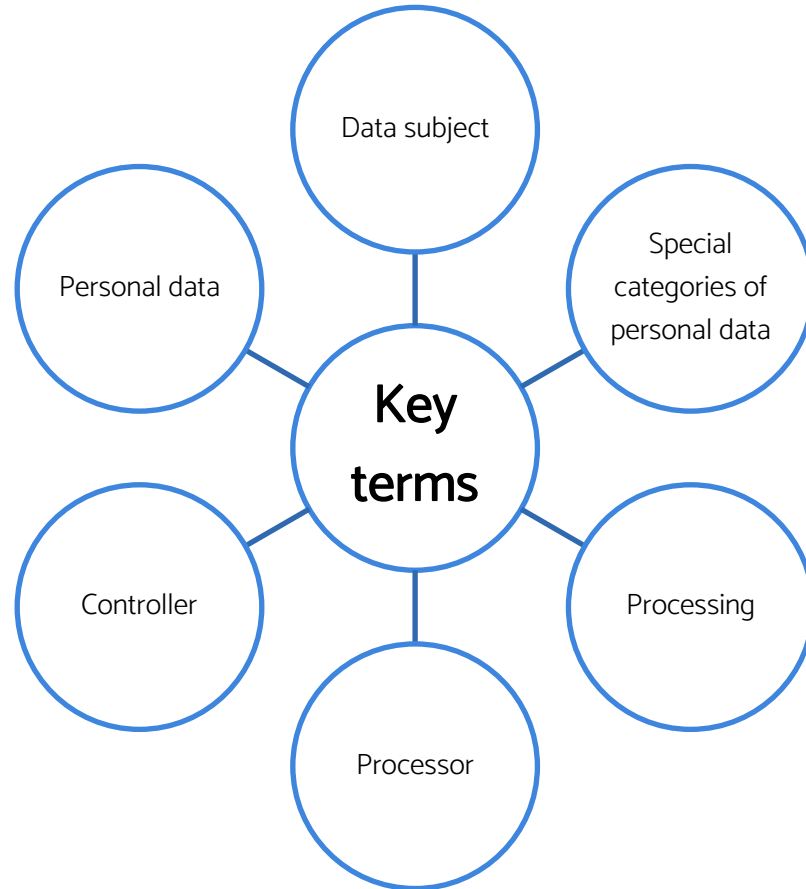 Data subject
Special
categories of
personal data
Personal data
Key
terms
Controller
Processing
Processor